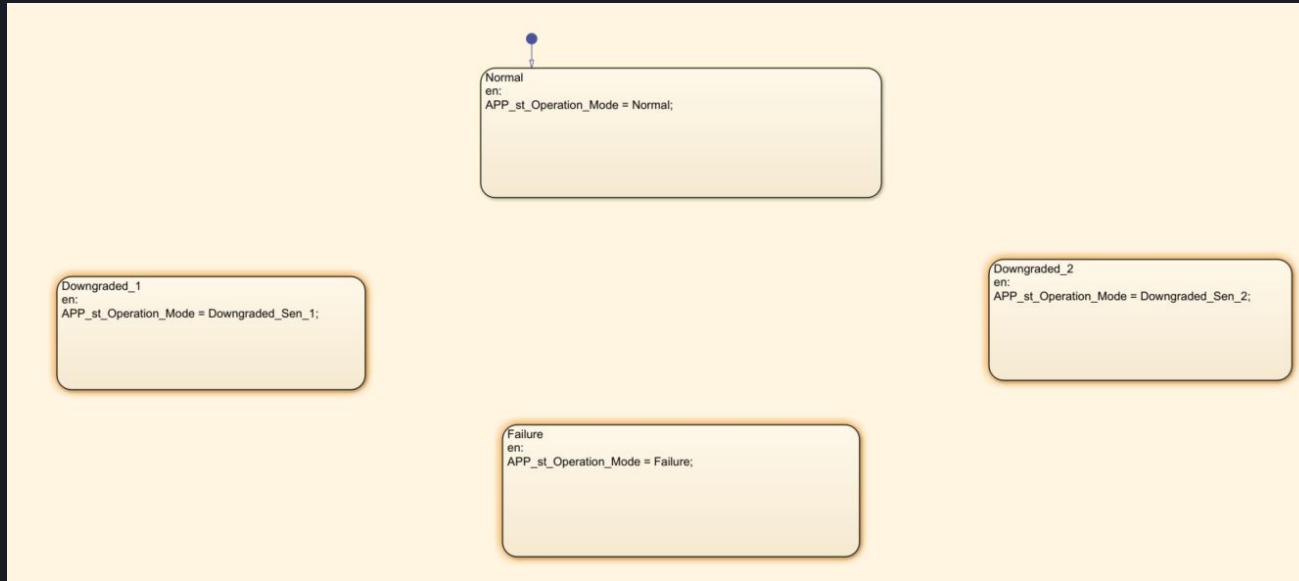 Normal
en:
APP_st_Operation_Mode = Normal;
Downgraded_1
en:
APP_st_Operation_Mode = Downgraded_Sen_1;
Downgraded_2
en:
APP_st_Operation_Mode = Downgraded_Sen_2;
Failure
en:
APP_st_Operation_Mode = Failure;